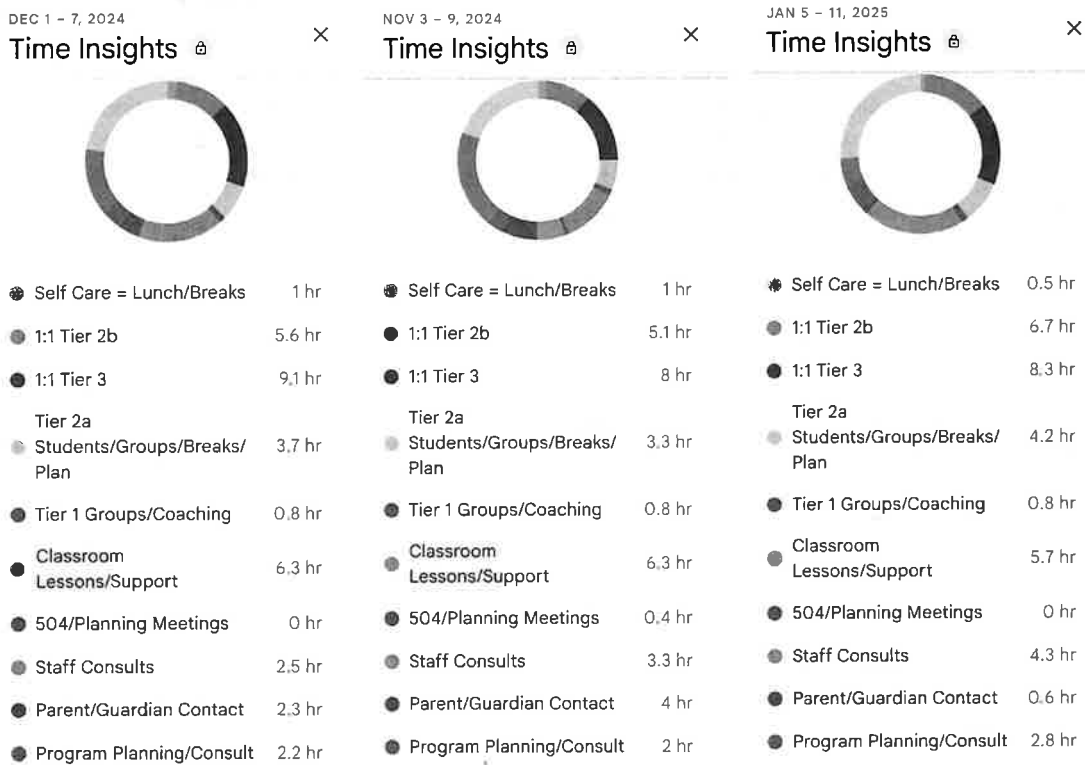 DEC 1 – 7, 2024
Time Insights
Self Care = Lunch/Breaks 1 hr
1:1 Tier 2b 5.6 hr
1:1 Tier 3 9.1 hr
Tier 2a
Students/Groups/Breaks/ 3.7 hr
Plan
Tier 1 Groups/Coaching 0.8 hr
Classroom
Lessons/Support 6.3 hr
504/Planning Meetings 0 hr
Staff Consults 2.5 hr
Parent/Guardian Contact 2.3 hr
Program Planning/Consult 2.2 hr
NOV 3 – 9, 2024
Time Insights
Self Care = Lunch/Breaks 1 hr
1:1 Tier 2b 5.1 hr
1:1 Tier 3 8 hr
Tier 2a
Students/Groups/Breaks/ 3.3 hr
Plan
Tier 1 Groups/Coaching 0.8 hr
Classroom
Lessons/Support 6.3 hr
504/Planning Meetings 0.4 hr
Staff Consults 3.3 hr
Parent/Guardian Contact 4 hr
Program Planning/Consult 2 hr
JAN 5 – 11, 2025
Time Insights
Self Care = Lunch/Breaks 0.5 hr
1:1 Tier 2b 6.7 hr
1:1 Tier 3 8.3 hr
Tier 2a
Students/Groups/Breaks/ 4.2 hr
Plan
Tier 1 Groups/Coaching 0.8 hr
Classroom
Lessons/Support 5.7 hr
504/Planning Meetings 0 hr
Staff Consults 4.3 hr
Parent/Guardian Contact 0.6 hr
Program Planning/Consult 2.8 hr